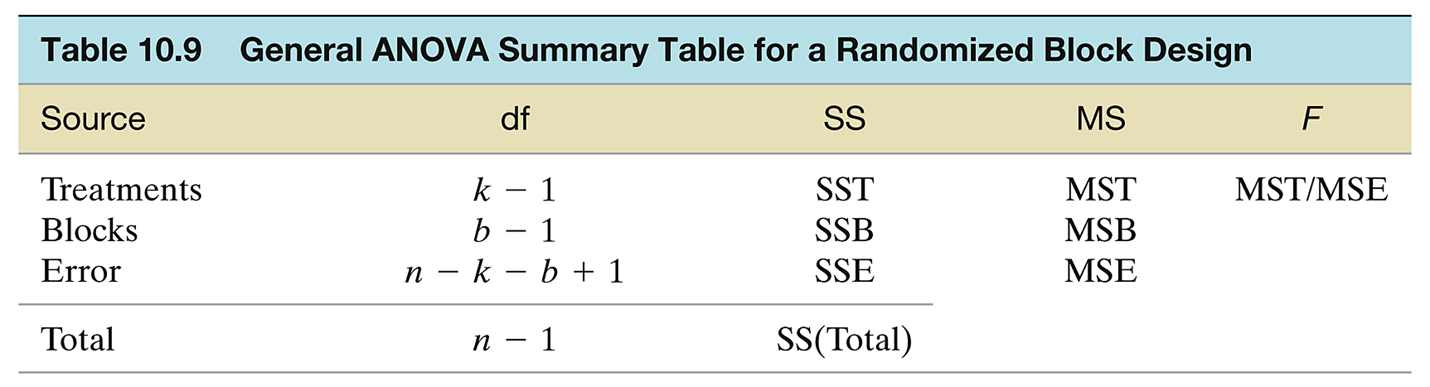 Table 10.9 General ANOVA Summary Table for a Randomized Block Design
Source df SS MS F
Treatments k − 1 SST MST MST/MSE
Blocks b − 1 SSB MSB
Error n − k − b + 1 SSE MSE
Total n − 1 SS(Total)